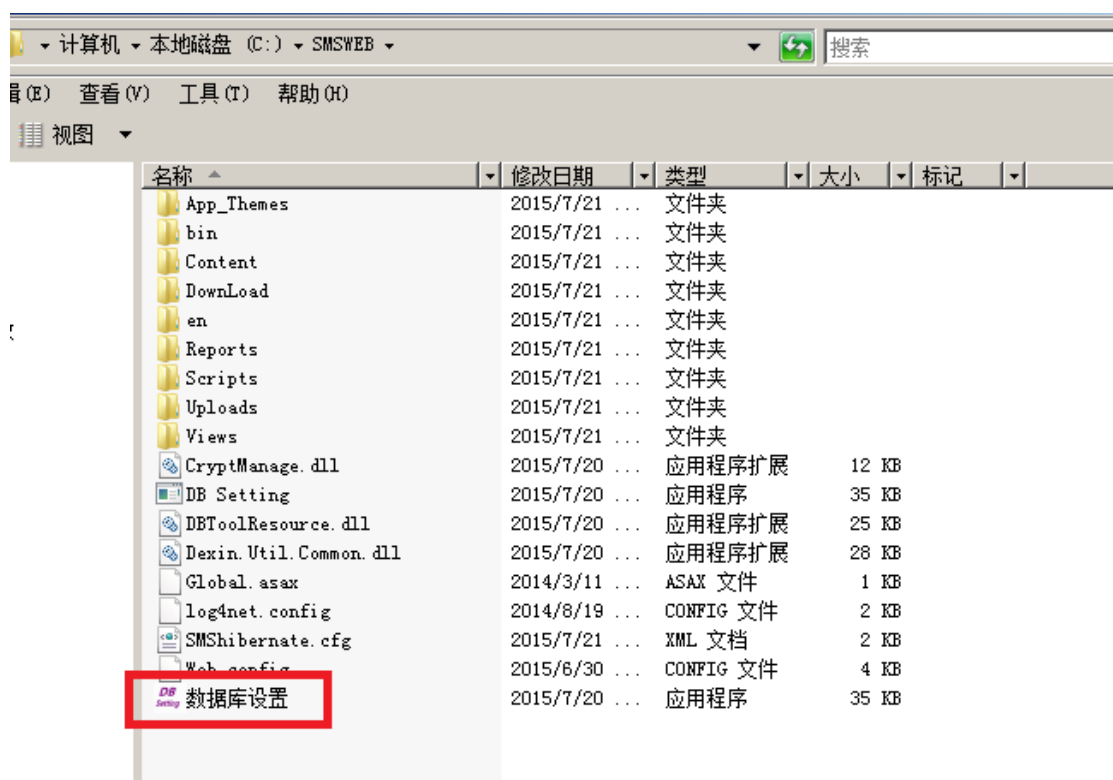 计算机 本地磁盘 (C:) SMSWEB 搜索
辑(E) 查看(V) 工具(T) 帮助(H)
视图
名称 修改日期 类型 大小 标记
App_Themes 2015/7/21 ... 文件夹
bin 2015/7/21 ... 文件夹
Content 2015/7/21 ... 文件夹
DownLoad 2015/7/21 ... 文件夹
en 2015/7/21 ... 文件夹
Reports 2015/7/21 ... 文件夹
Scripts 2015/7/21 ... 文件夹
Uploads 2015/7/21 ... 文件夹
Views 2015/7/21 ... 文件夹
CryptManage.dll 2015/7/20 ... 应用程序扩展 12 KB
DB Setting 2015/7/20 ... 应用程序 35 KB
DBToolResource.dll 2015/7/20 ... 应用程序扩展 25 KB
Dexin.Util.Common.dll 2015/7/20 ... 应用程序扩展 28 KB
Global.asax 2014/3/11 ... ASAX 文件 1 KB
log4net.config 2014/8/19 ... CONFIG 文件 2 KB
SMShibernate.cfg 2015/7/21 ... XML 文档 2 KB
Web.config 2015/6/30 ... CONFIG 文件 4 KB
DB Setting 数据库设置 2015/7/20 ... 应用程序 35 KB